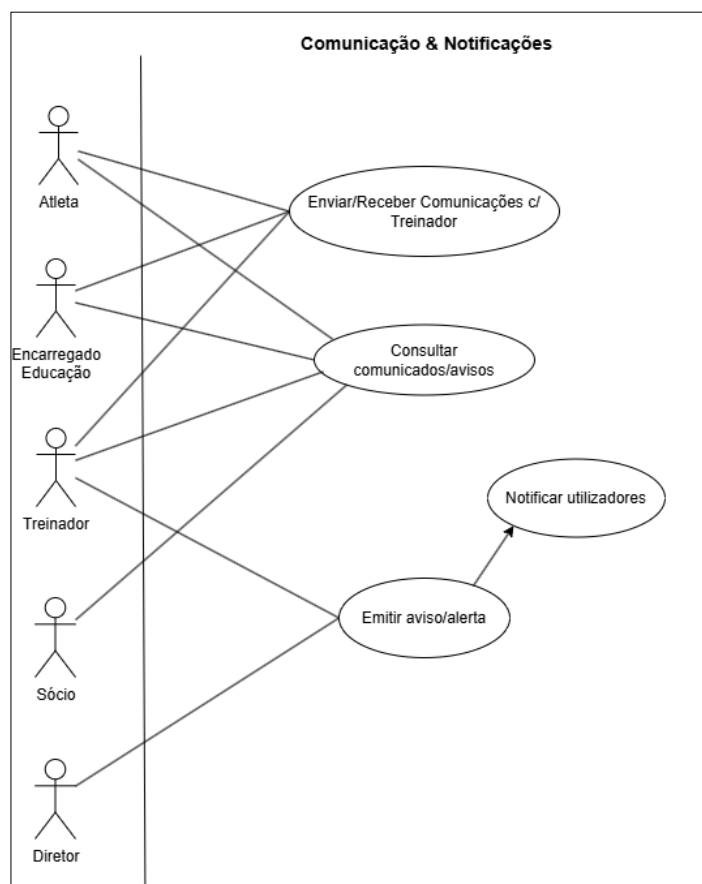 Comunicação & Notificações
Atleta
Enviar/Receber Comunicações c/
Treinador
Encarregado
Educação
Consultar
comunicados/avisos
Treinador
Notificar utilizadores
Emitir aviso/alerta
Sócio
Diretor